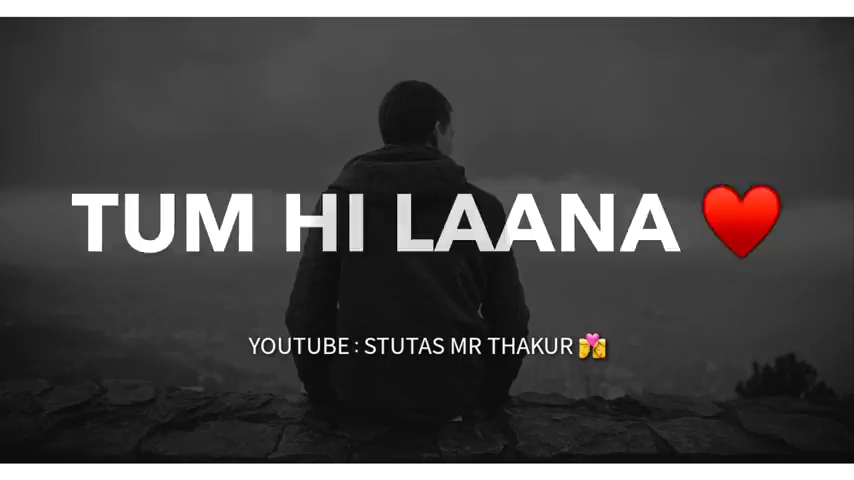 TUM HI LAANA ❤️
YOUTUBE : STUTAS MR THAKUR 💏